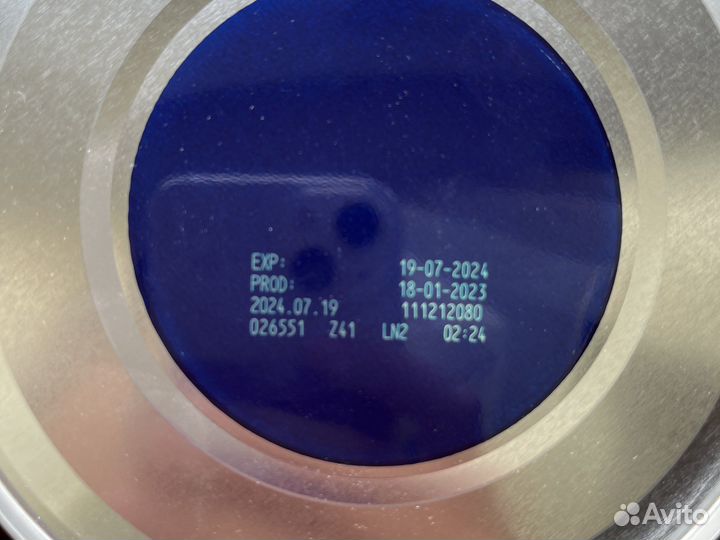 EXP: 19-07-2024
PROD: 18-01-2023
2024.07.19 111212080
026551 Z41 LN2 02:24
Avito